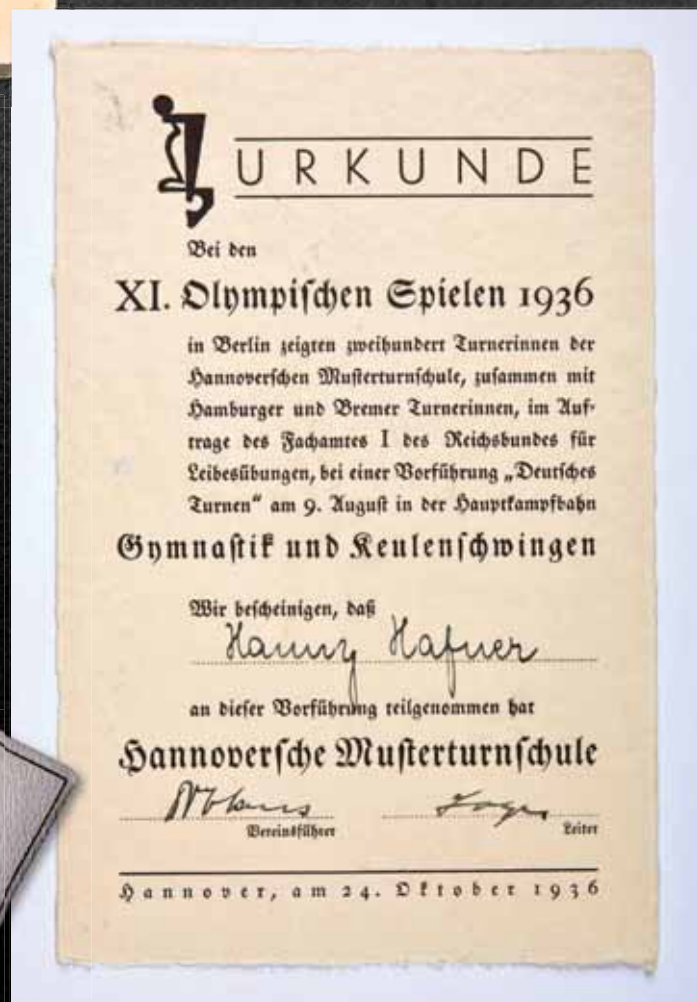 URKUNDE
Bei den
XI. Olympischen Spielen 1936
in Berlin zeigten zweihundert Turnerinnen der
Hannoverschen Musterturnschule, zusammen mit
Hamburger und Bremer Turnerinnen, im Auf-
trage des Fachamtes I des Reichsbundes für
Leibesübungen, bei einer Vorführung „Deutsches
Turnen“ am 9. August in der Hauptkampfbahn
Gymnastik und Keulenschwingen
Wir bescheinigen, daß
Hanny Hafner
an dieser Vorführung teilgenommen hat
Hannoversche Musterturnschule
Vereinsführer Leiter
Hannover, am 24. Oktober 1936